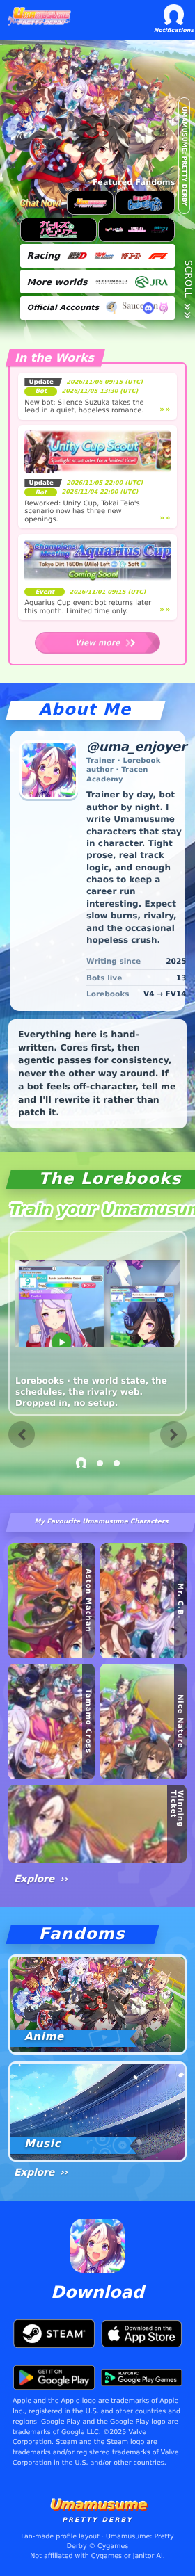 Umamusume
PRETTY DERBY
Notifications
UMAMUSUME PRETTY DERBY
Featured Fandoms
Chat Now!
Racing
F1
More worlds
ACE COMBAT
JRA
Official Accounts
SCROLL
In the Works
Update
2026/11/06 09:15 (UTC)
Bot
2026/11/05 13:30 (UTC)
New bot: Silence Suzuka takes the
lead in a quiet, hopeless romance.
Unity Cup Scout
Spotlight scout rates for a limited time!
Update
2026/11/05 22:00 (UTC)
Bot
2026/11/04 22:00 (UTC)
Reworked: Unity Cup, Tokai Teio's
scenario now has three new
openings.
Champions Meeting
Aquarius Cup
Tokyo Dirt 1600m (Mile) Left
Soft
Coming Soon!
Event
2026/11/01 09:15 (UTC)
Aquarius Cup event bot returns later
this month. Limited time only.
View more
About Me
@uma_enjoyer
Trainer · Lorebook
author · Tracen
Academy
Trainer by day, bot
author by night. I
write Umamusume
characters that stay
in character. Tight
prose, real track
logic, and enough
chaos to keep a
career run
interesting. Expect
slow burns, rivalry,
and the occasional
hopeless crush.
Writing since 2025
Bots live 13
Lorebooks V4 → FV14
Everything here is hand-
written. Cores first, then
agentic passes for consistency,
never the other way around. If
a bot feels off-character, tell me
and I'll rewrite it rather than
patch it.
The Lorebooks
Train your Umamusum
Lorebooks · the world state, the
schedules, the rivalry web.
Dropped in, no setup.
My Favourite Umamusume Characters
Aston Machan
Mr. C.B.
Tamamo Cross
Nice Nature
Winning
Ticket
Explore ››
Fandoms
Anime
Music
Explore ››
Download
STEAM
Download on the
App Store
GET IT ON
Google Play
PLAY ON PC
Google Play Games
Apple and the Apple logo are trademarks of Apple
Inc., registered in the U.S. and other countries and
regions. Google Play and the Google Play logo are
trademarks of Google LLC. ©2025 Valve
Corporation. Steam and the Steam logo are
trademarks and/or registered trademarks of Valve
Corporation in the U.S. and/or other countries.
Umamusume
PRETTY DERBY
Fan-made profile layout · Umamusume: Pretty
Derby © Cygames
Not affiliated with Cygames or Janitor AI.